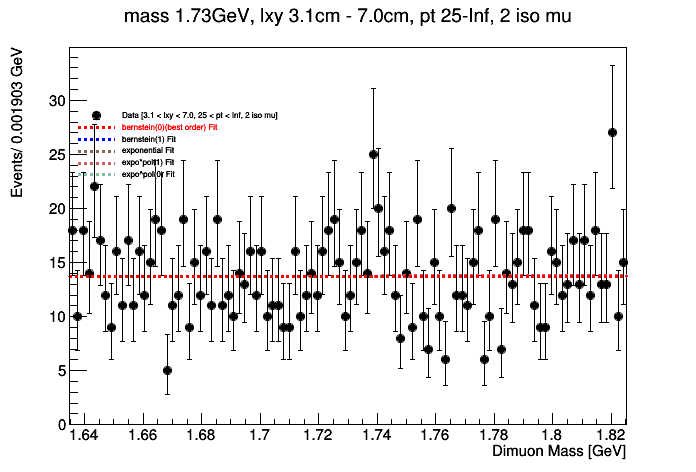 mass 1.73GeV, lxy 3.1cm - 7.0cm, pt 25-Inf, 2 iso mu
Events/ 0.001903 GeV
30
25
20
15
10
5
0
Data [3.1 < lxy < 7.0, 25 < pt < Inf, 2 iso mu]
bernstein(0)(best order) Fit
bernstein(1) Fit
exponential Fit
expo*pol(1) Fit
expo^pol(0) Fit
1.64 1.66 1.68 1.7 1.72 1.74 1.76 1.78 1.8 1.82
Dimuon Mass [GeV]